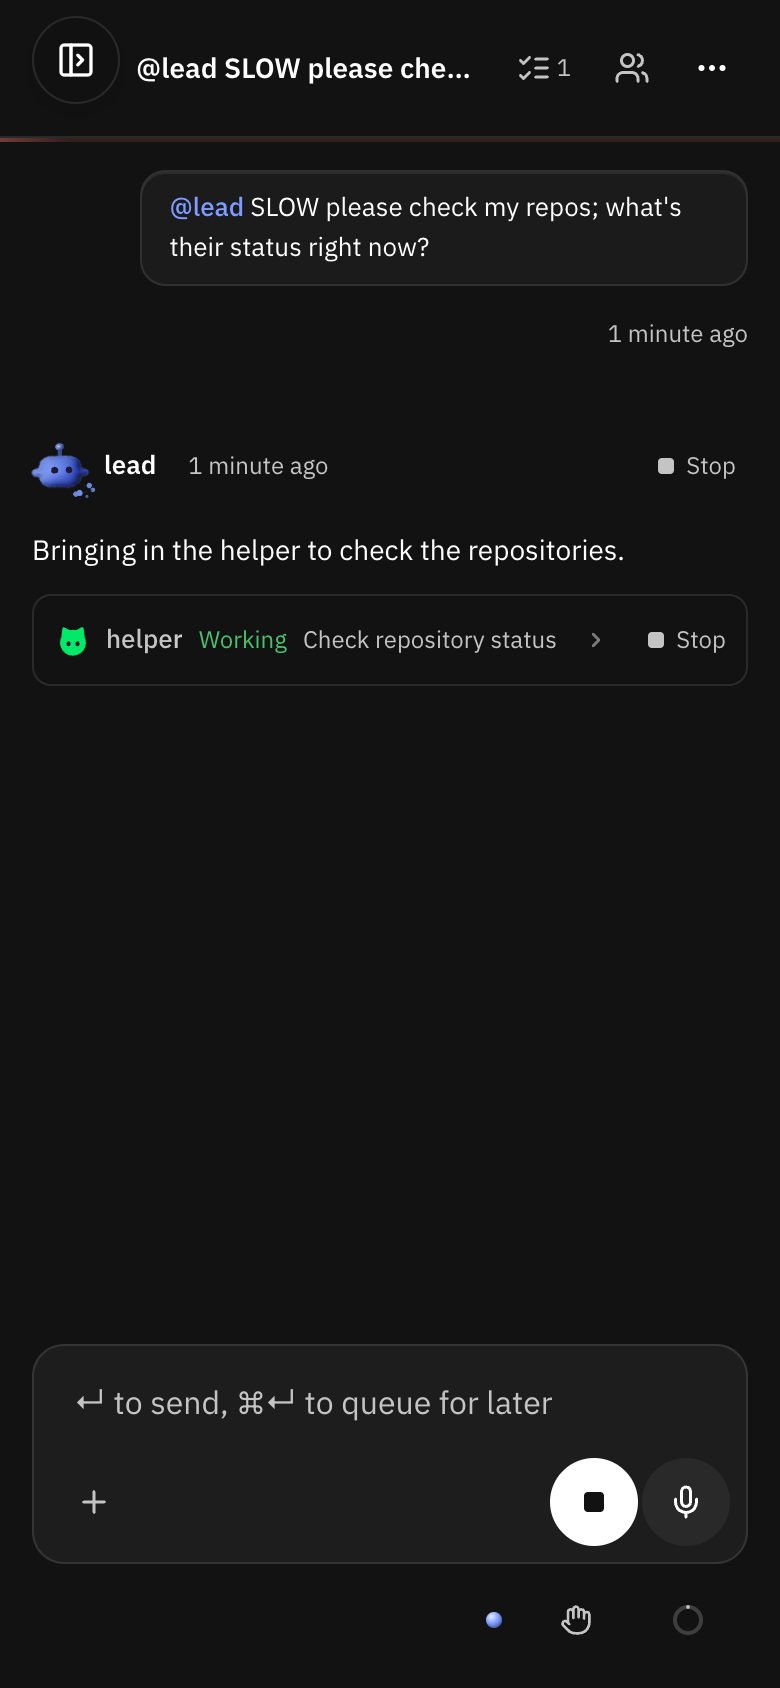 @lead SLOW please che...
1
@lead SLOW please check my repos; what's
their status right now?
1 minute ago
lead 1 minute ago
Stop
Bringing in the helper to check the repositories.
helper Working Check repository status
Stop
↵ to send, ⌘↵ to queue for later